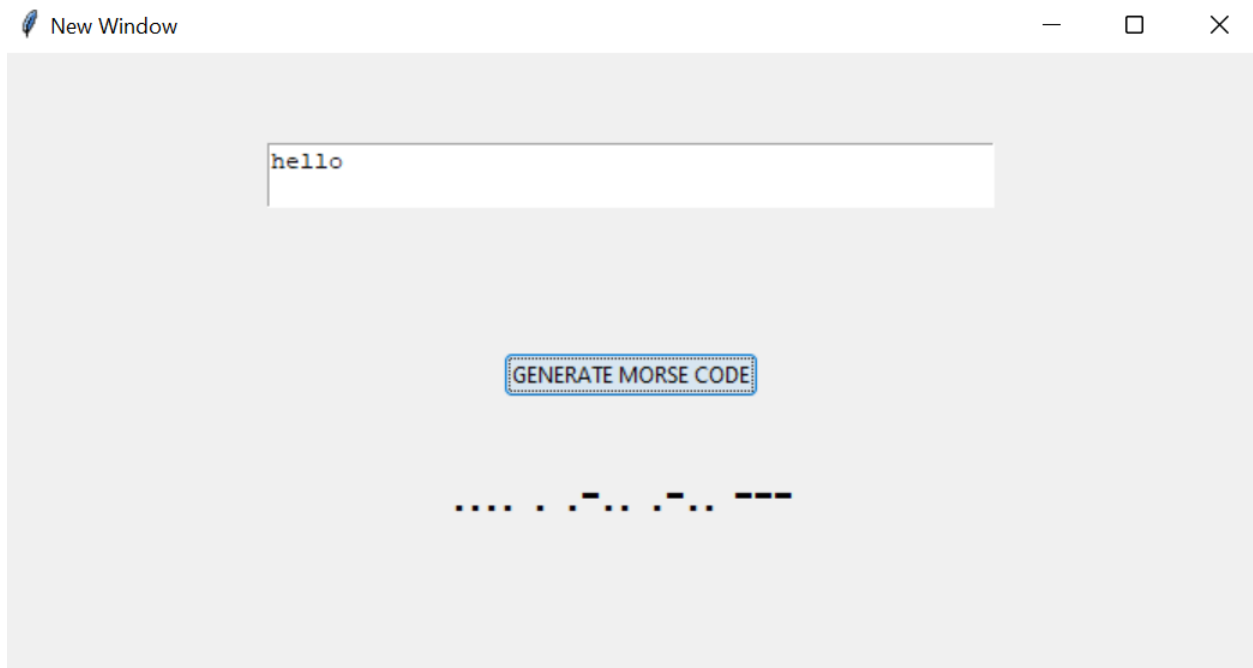 New Window
hello
GENERATE MORSE CODE
.... . .-.. .-.. ---